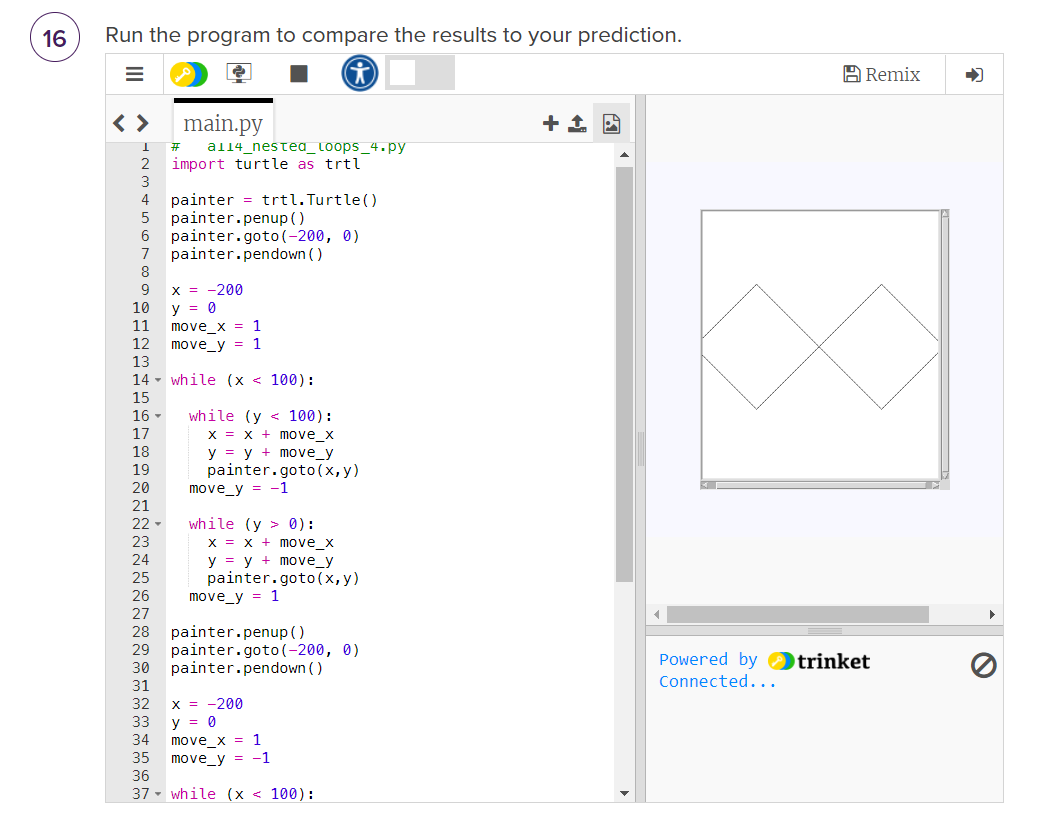 16
Run the program to compare the results to your prediction.
Remix
main.py
1 # a114_nested_loops_4.py
2 import turtle as trtl
3
4 painter = trtl.Turtle()
5 painter.penup()
6 painter.goto(-200, 0)
7 painter.pendown()
8
9 x = -200
10 y = 0
11 move_x = 1
12 move_y = 1
13
14 while (x < 100):
15
16 while (y < 100):
17 x = x + move_x
18 y = y + move_y
19 painter.goto(x,y)
20 move_y = -1
21
22 while (y > 0):
23 x = x + move_x
24 y = y + move_y
25 painter.goto(x,y)
26 move_y = 1
27
28 painter.penup()
29 painter.goto(-200, 0)
30 painter.pendown()
31
32 x = -200
33 y = 0
34 move_x = 1
35 move_y = -1
36
37 while (x < 100):
Powered by trinket
Connected...